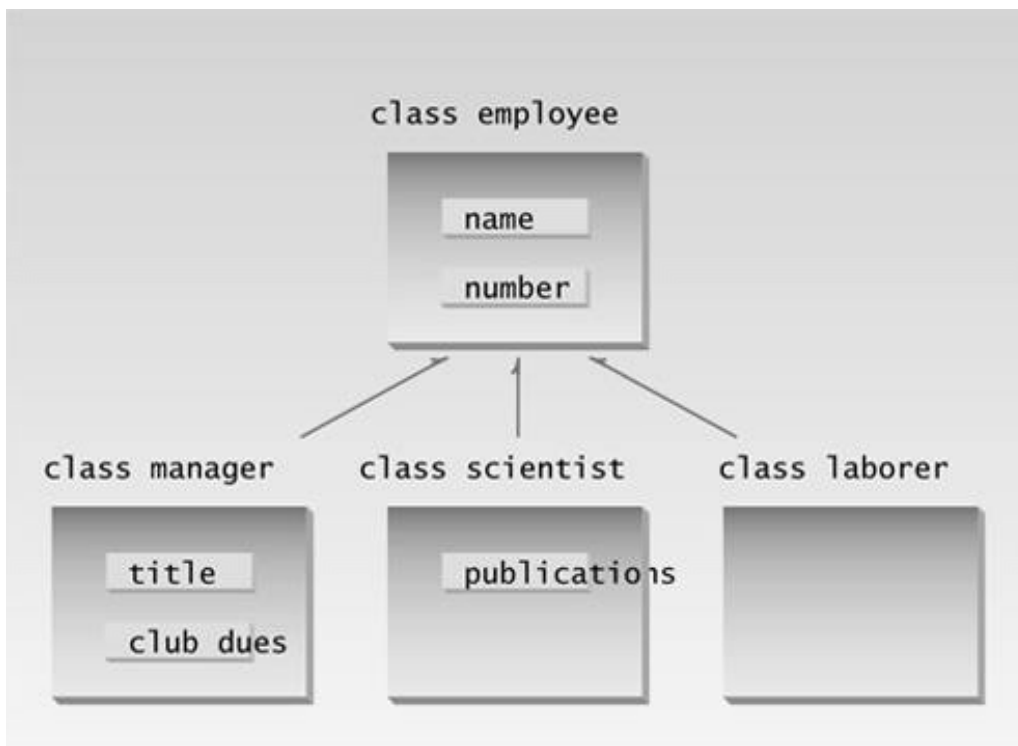 class employee
name
number
class manager
class scientist
class laborer
title
publications
club dues